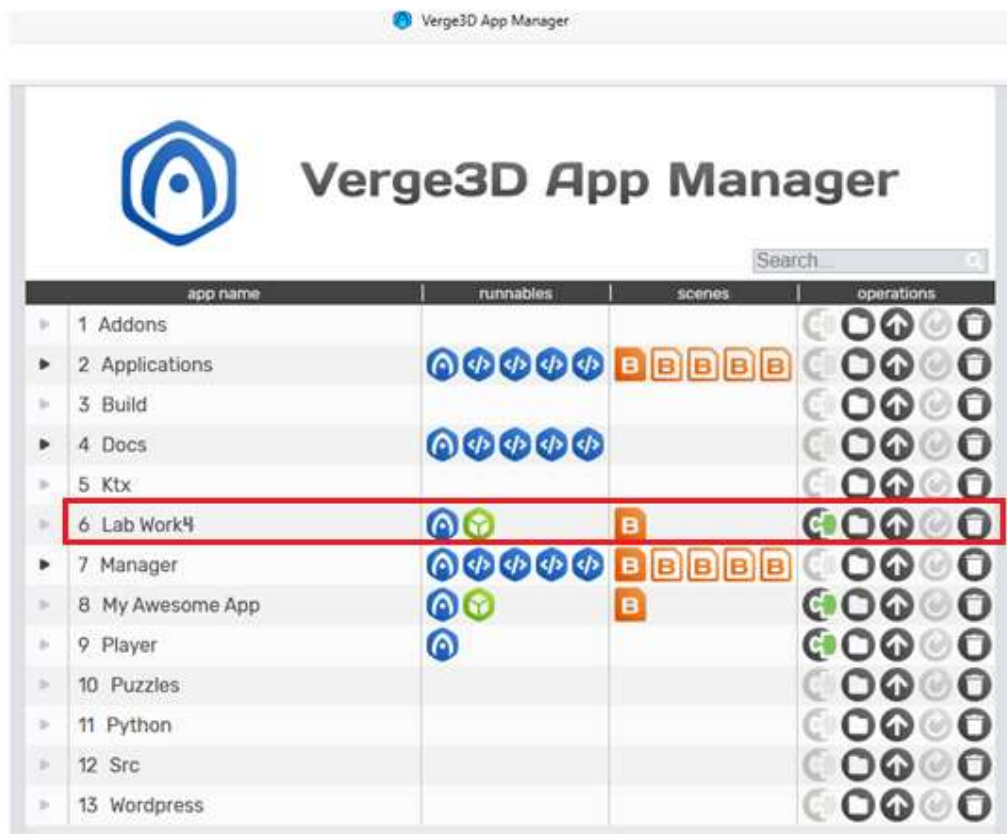 Verge3D App Manager
Verge3D App Manager
Search...
app name | runnables | scenes | operations
1 Addons
2 Applications
3 Build
4 Docs
5 Ktx
6 Lab Work4
7 Manager
8 My Awesome App
9 Player
10 Puzzles
11 Python
12 Src
13 Wordpress